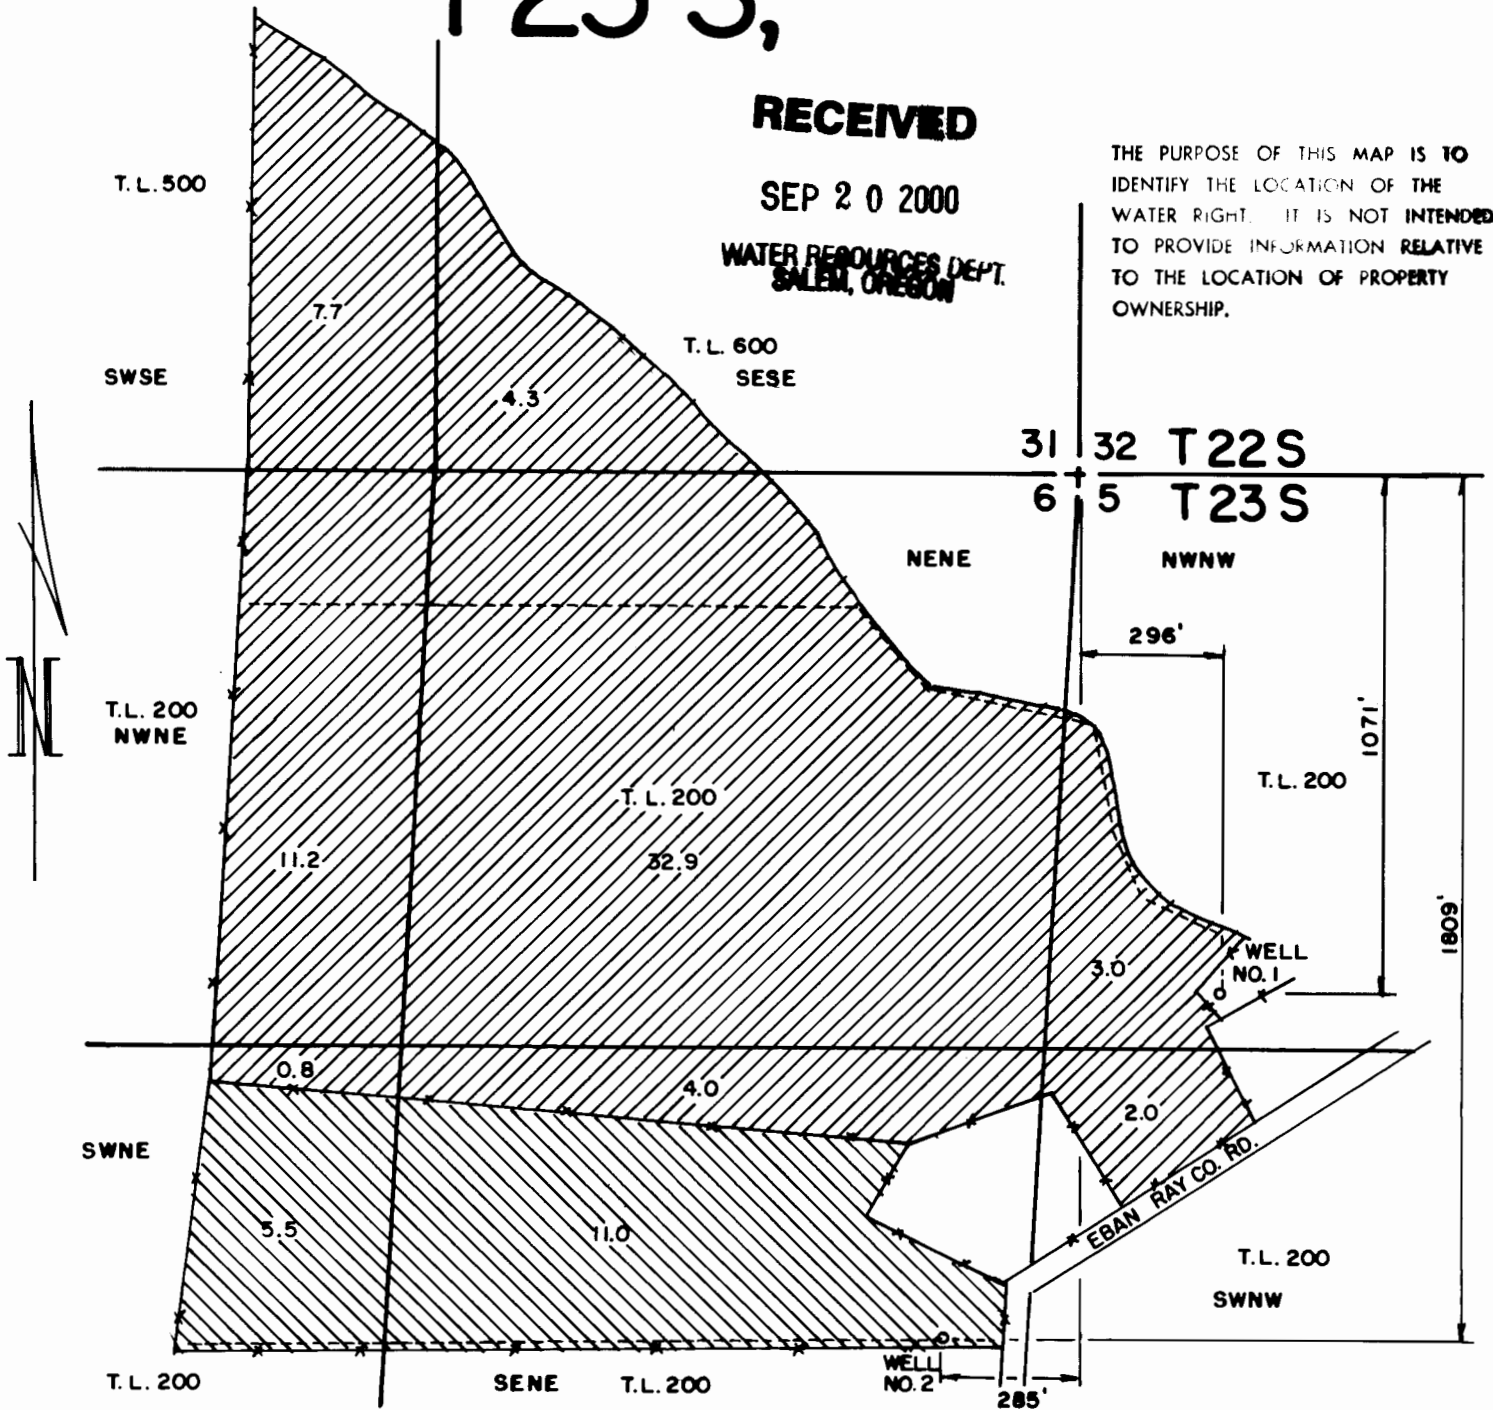 T 23 S,
RECEIVED
SEP 20 2000
WATER RESOURCES DEPT.
SALEM, OREGON
THE PURPOSE OF THIS MAP IS TO
IDENTIFY THE LOCATION OF THE
WATER RIGHT. IT IS NOT INTENDED
TO PROVIDE INFORMATION RELATIVE
TO THE LOCATION OF PROPERTY
OWNERSHIP.
T.L. 500
7.7
T.L. 600
SWSE
4.3
SESE
31 32 T 22 S
6 5 T 23 S
NENE
NWNW
296'
N
T.L. 200
NWNE
1071'
T.L. 200
T.L. 200
11.2
32.9
1809'
3.0
WELL
NO. 1
0.8
4.0
2.0
SWNE
EBAN RAY CO. RD.
5.5
11.0
T.L. 200
SWNW
WELL
NO. 2
T.L. 200
SENE
T.L. 200
285'